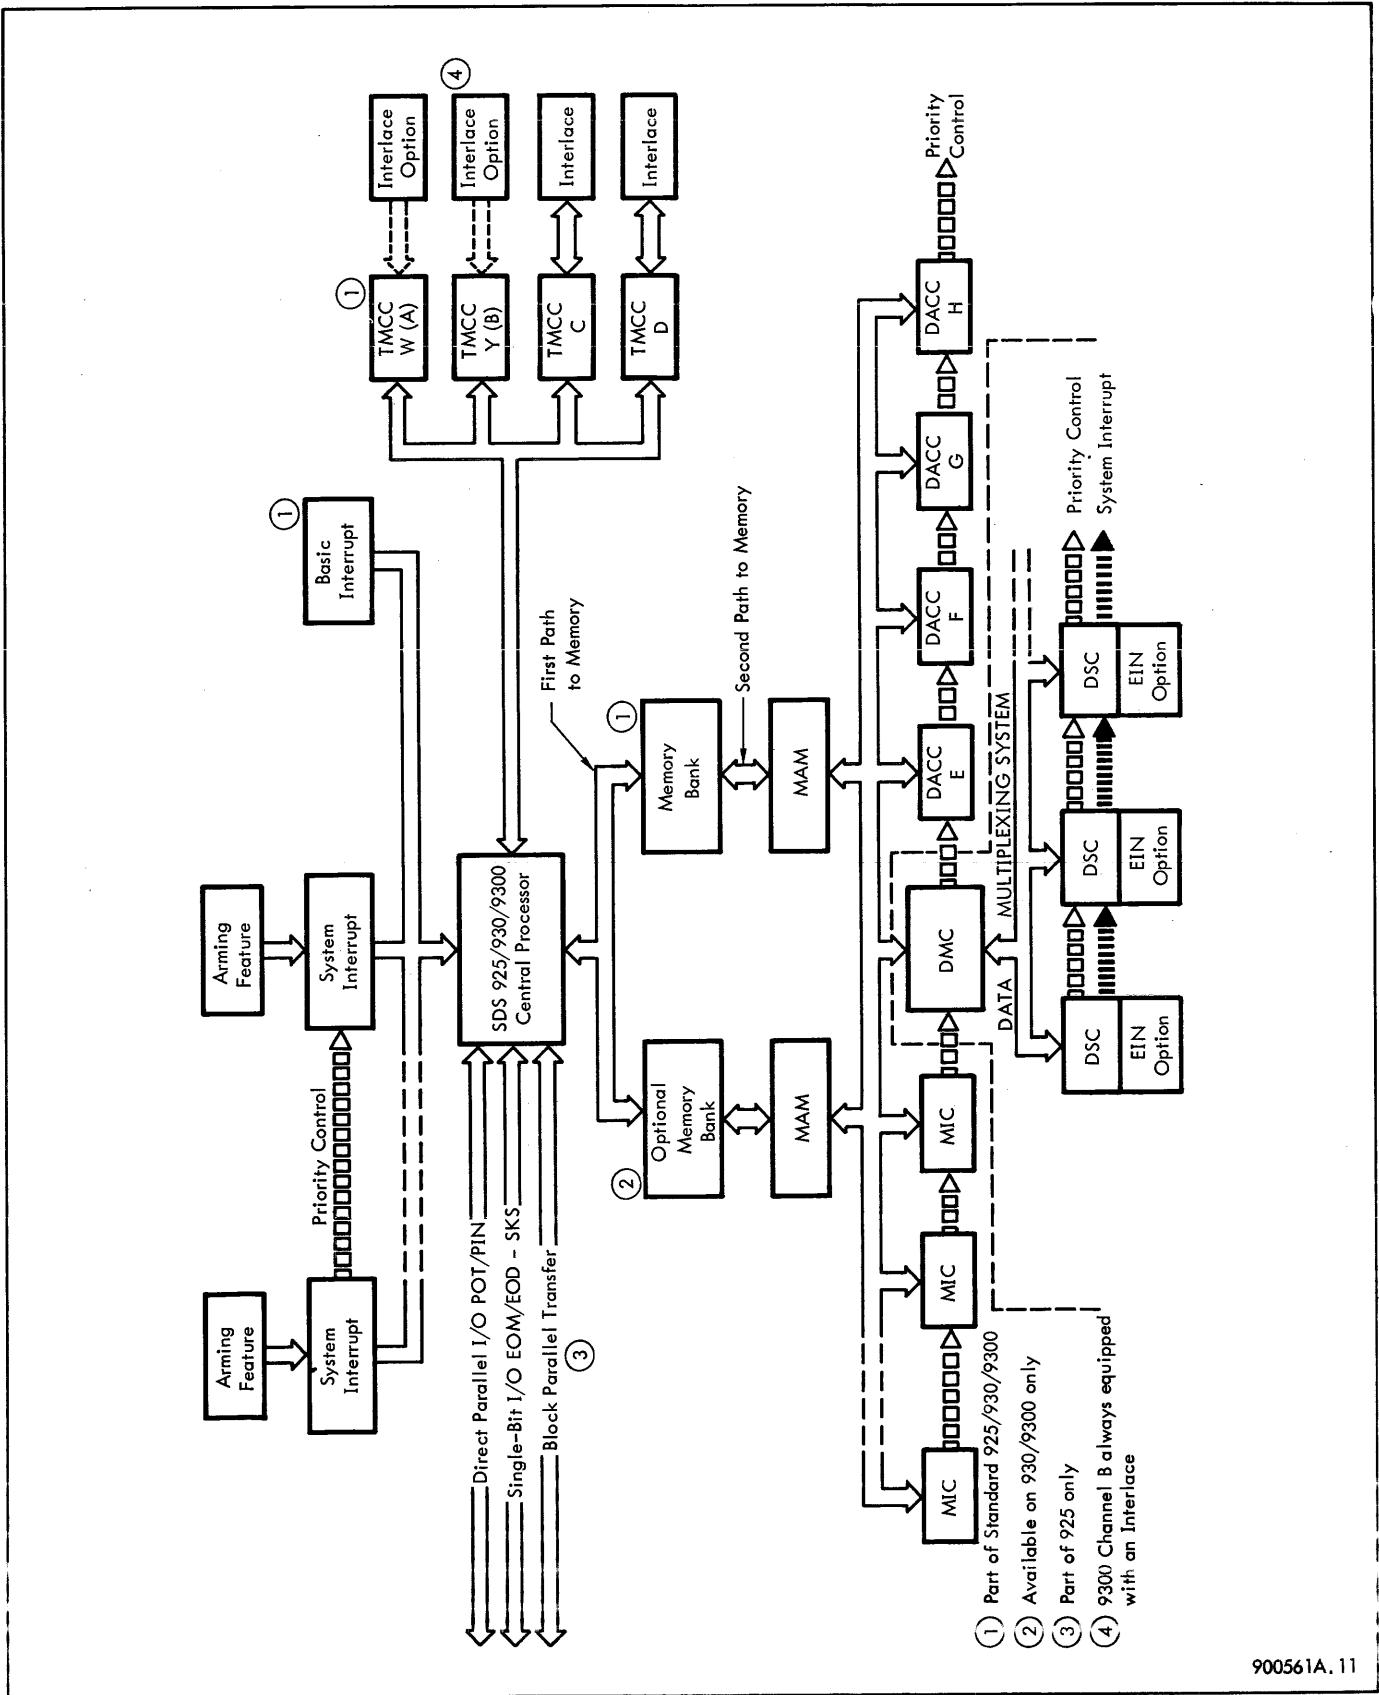 Arming
Feature
Arming
Feature
System
Interrupt
Priority Control
System
Interrupt
Basic
Interrupt
1
Direct Parallel I/O POT/PIN
Single-Bit I/O EOM/EOD - SKS
Block Parallel Transfer
3
SDS 925/930/9300
Central Processor
1
TMCC
W (A)
Interlace
Option
TMCC
Y (B)
Interlace
Option
4
TMCC
C
Interlace
TMCC
D
Interlace
First Path
to Memory
2
Optional
Memory
Bank
1
Memory
Bank
Second Path to Memory
MAM
MAM
MIC
MIC
MIC
DMC
DACC
E
DACC
F
DACC
G
DACC
H
Priority
Control
DATA MULTIPLEXING SYSTEM
DSC
EIN
Option
DSC
EIN
Option
DSC
EIN
Option
Priority Control
System Interrupt
1 Part of Standard 925/930/9300
2 Available on 930/9300 only
3 Part of 925 only
4 9300 Channel B always equipped
with an Interlace
900561A.11